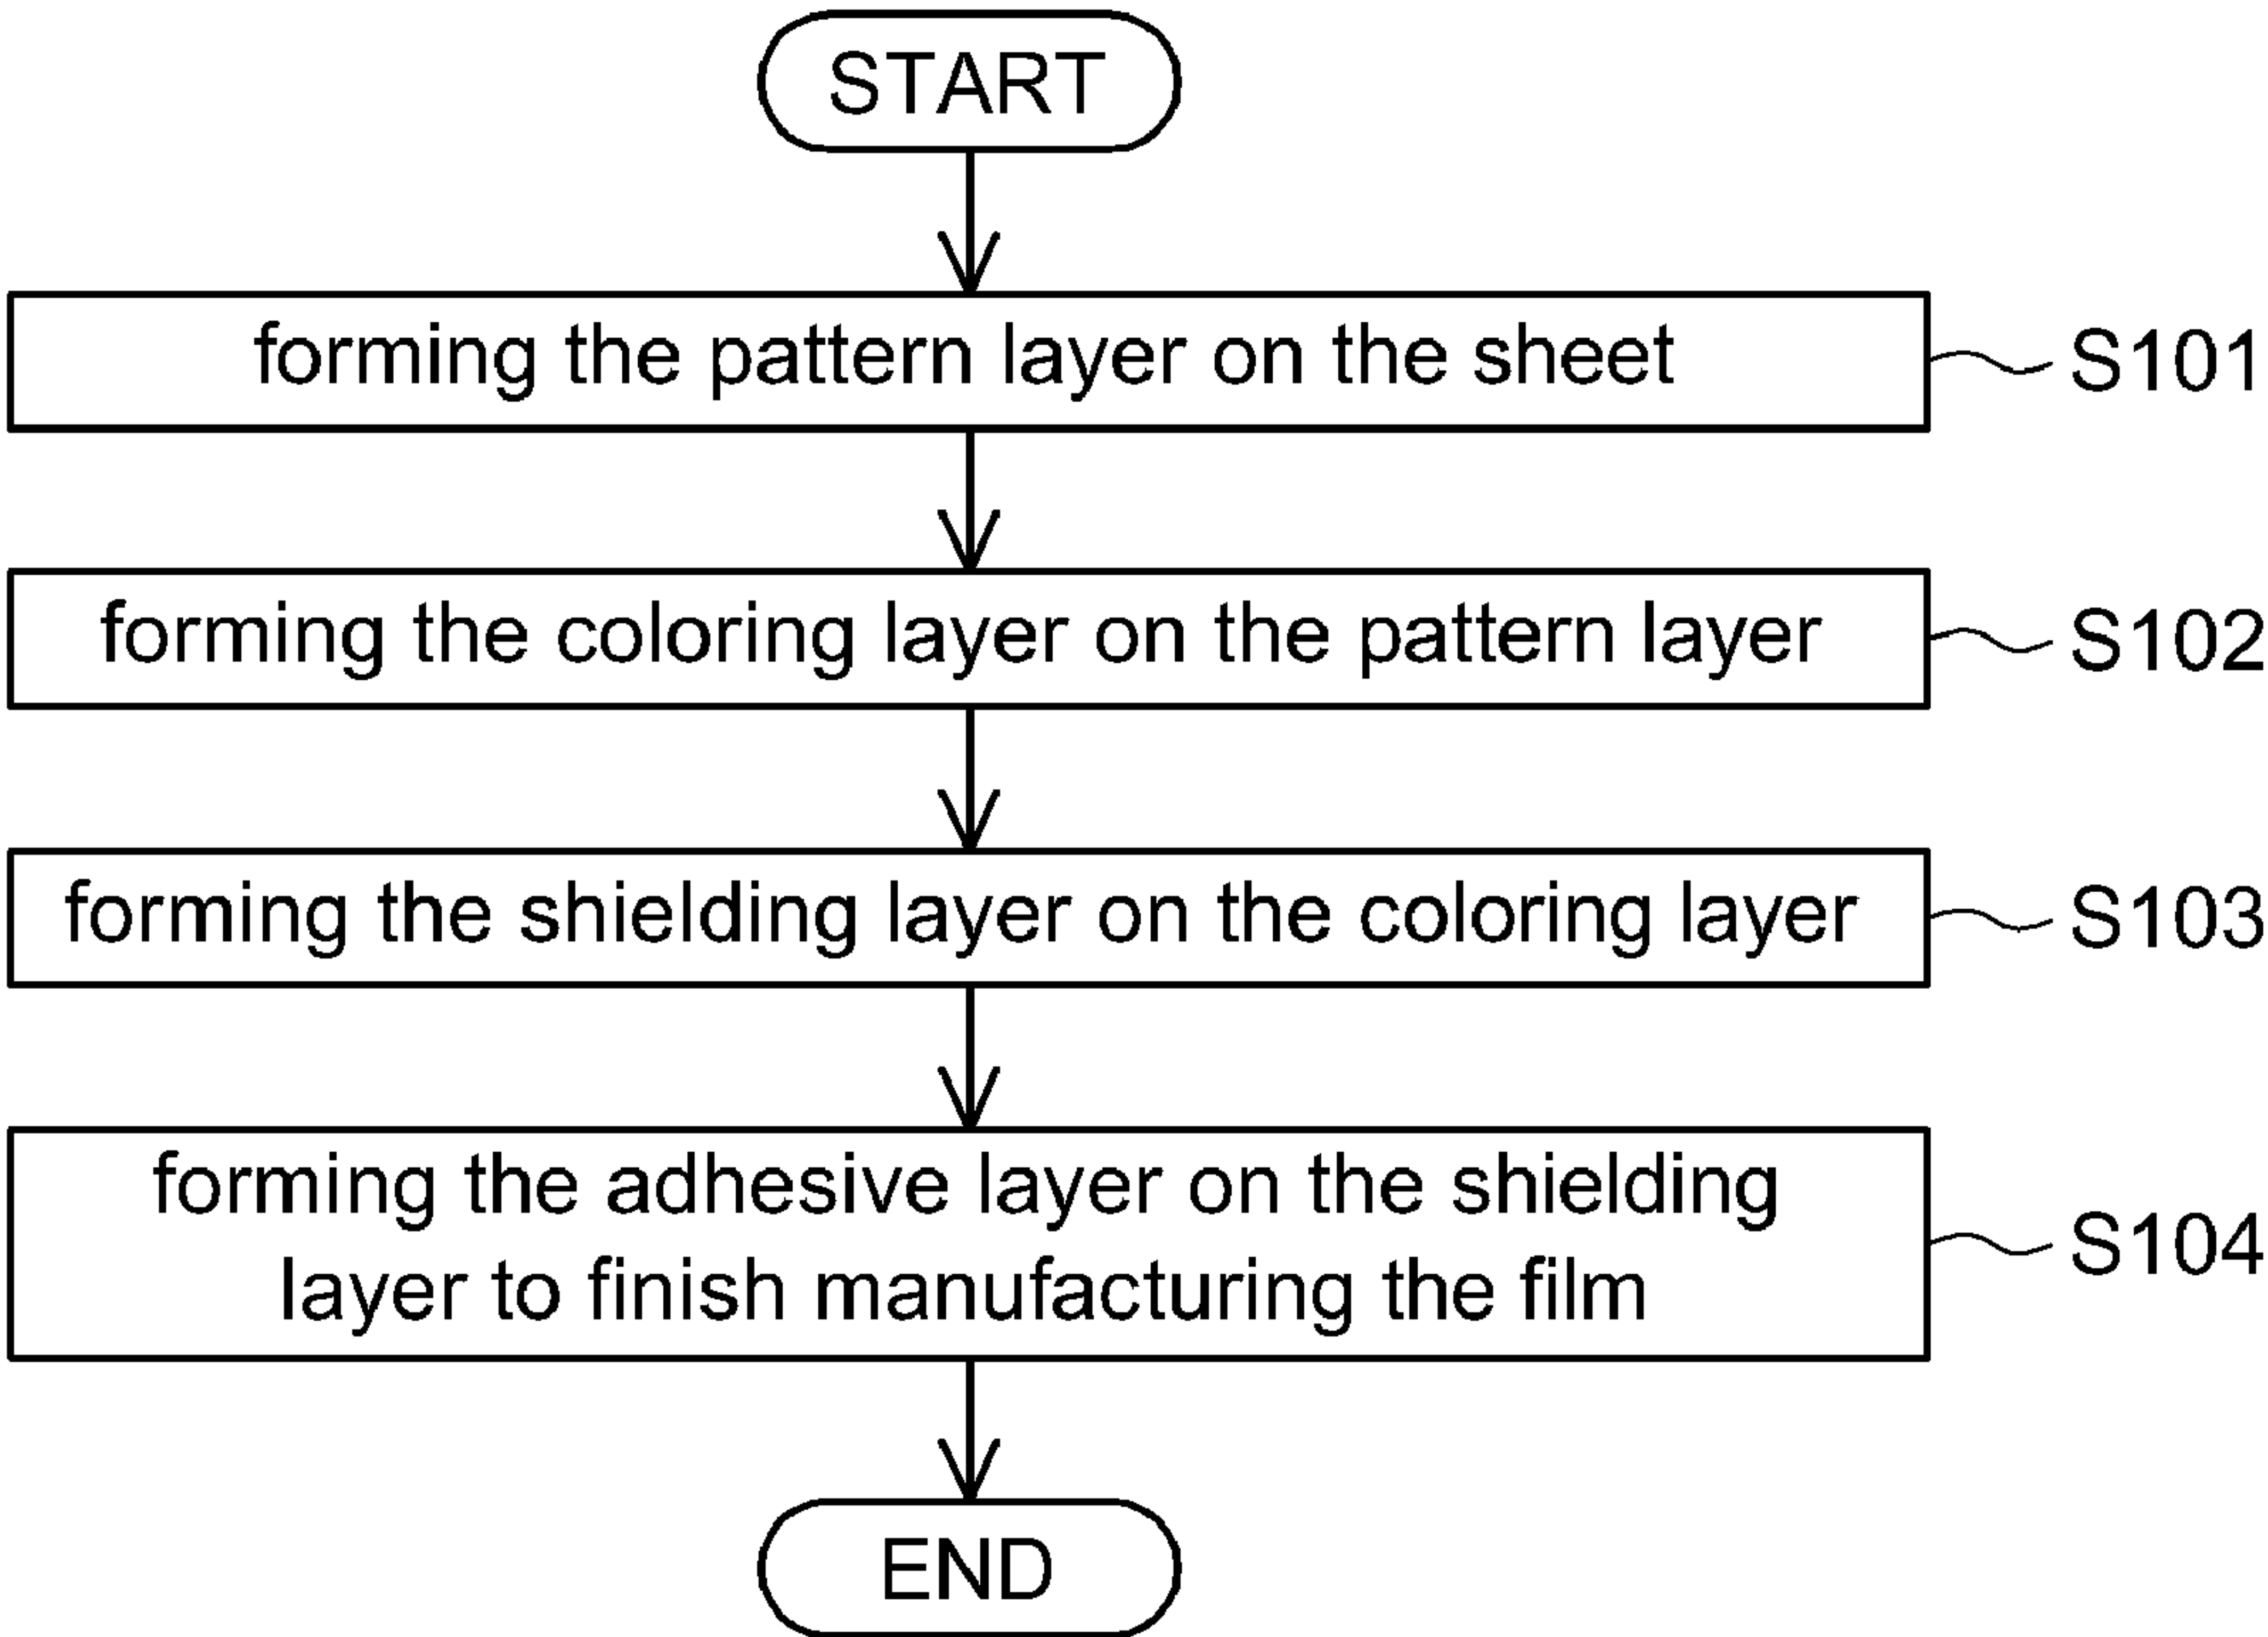 START
forming the pattern layer on the sheet
S101
forming the coloring layer on the pattern layer
S102
forming the shielding layer on the coloring layer
S103
forming the adhesive layer on the shielding
layer to finish manufacturing the film
S104
END